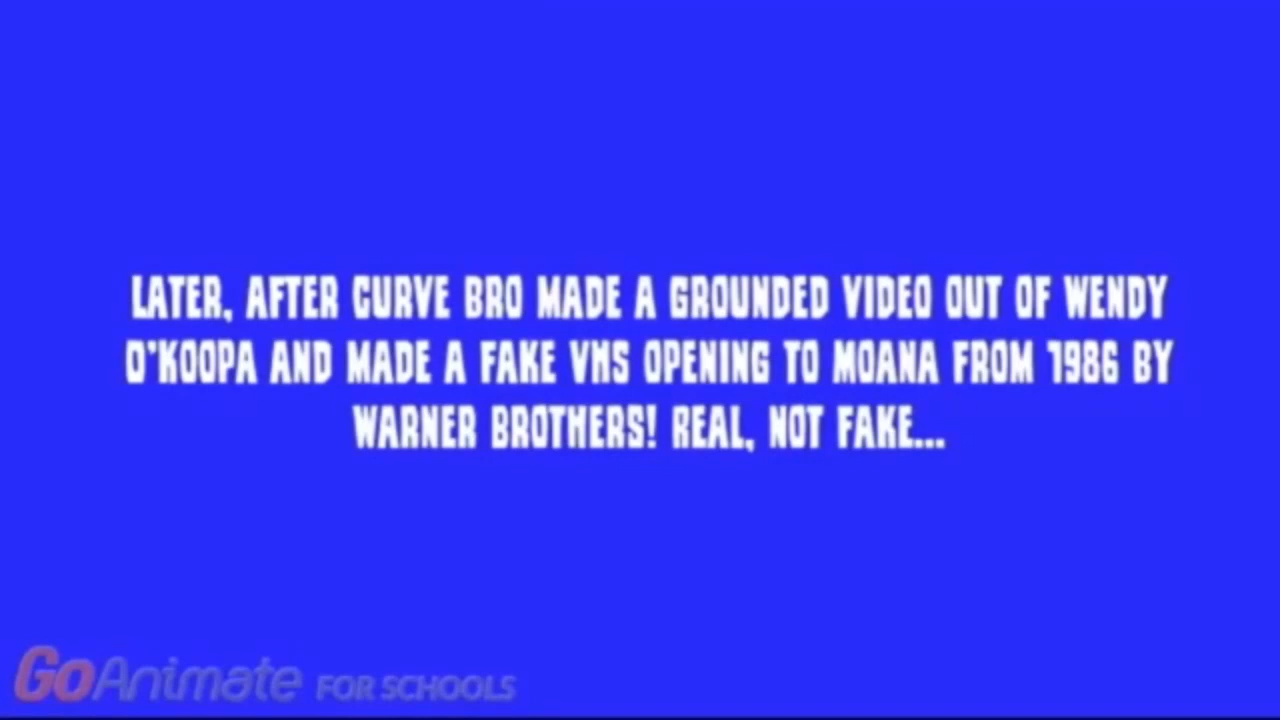 LATER, AFTER CURVE BRO MADE A GROUNDED VIDEO OUT OF WENDY
O'KOOPA AND MADE A FAKE VHS OPENING TO MOANA FROM 1986 BY
WARNER BROTHERS! REAL, NOT FAKE...
GoAnimate FOR SCHOOLS